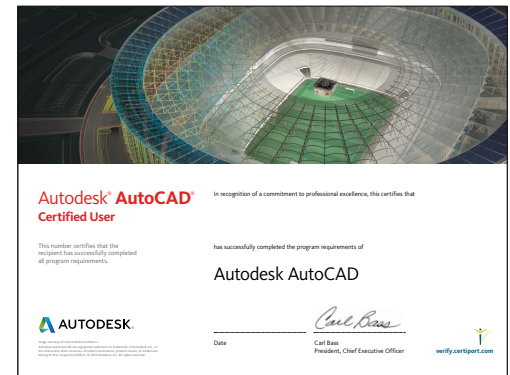 Autodesk® AutoCAD®
Certified User
This number certifies that the
recipient has successfully completed
all program requirements.
In recognition of a commitment to professional excellence, this certifies that
has successfully completed the program requirements of
Autodesk AutoCAD
AUTODESK.
Carl Bass
Date
Carl Bass
President, Chief Executive Officer
verify.certiport.com